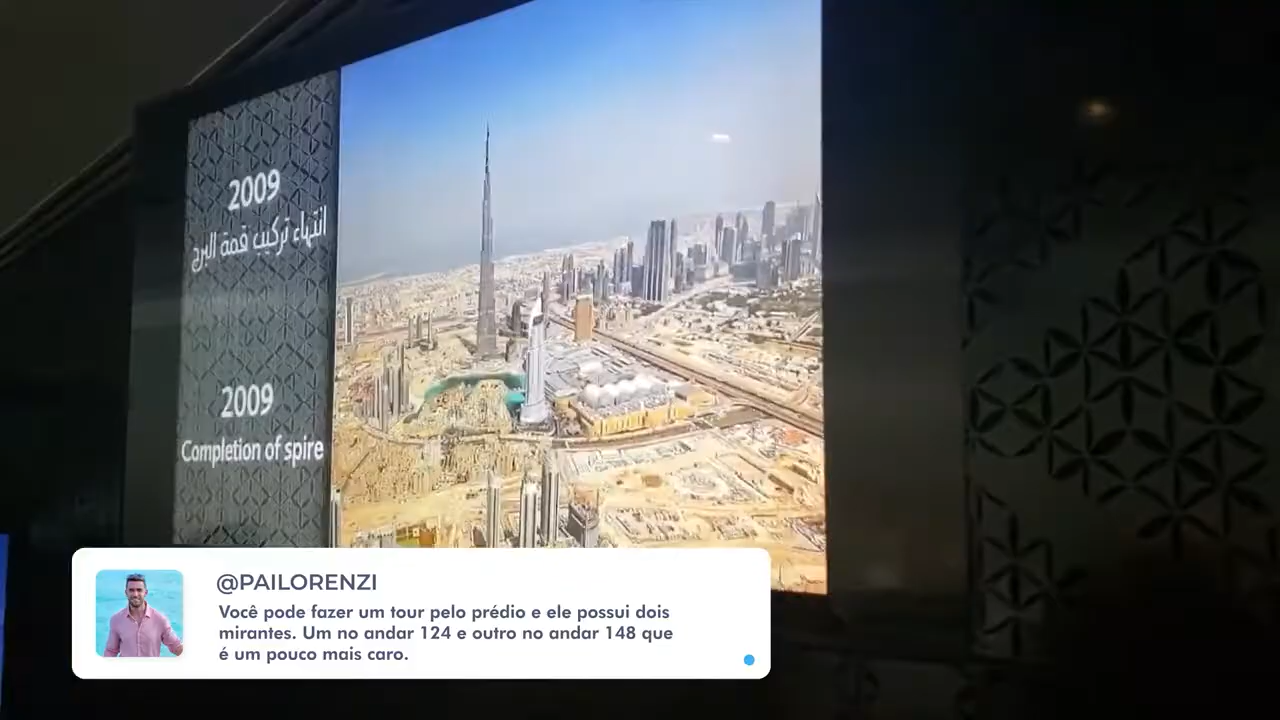 2009
انتهاء تركيب قمة البرج
2009
Completion of spire
@PAILORENZI
Você pode fazer um tour pelo prédio e ele possui dois
mirantes. Um no andar 124 e outro no andar 148 que
é um pouco mais caro.